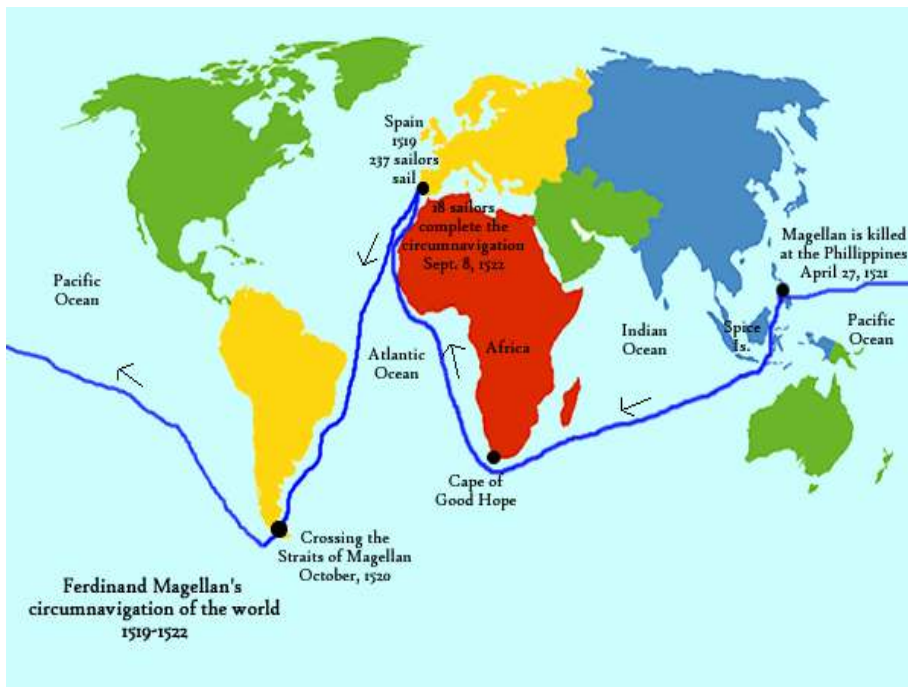 Spain
1519
237 sailors
sail
18 sailors
complete the
circumnavigation
Sept. 8, 1522
Magellan is killed
at the Phillippines
April 27, 1521
Pacific
Ocean
Atlantic
Ocean
Africa
Indian
Ocean
Spice
Is.
Pacific
Ocean
Cape of
Good Hope
Crossing the
Straits of Magellan
October, 1520
Ferdinand Magellan's
circumnavigation of the world
1519-1522